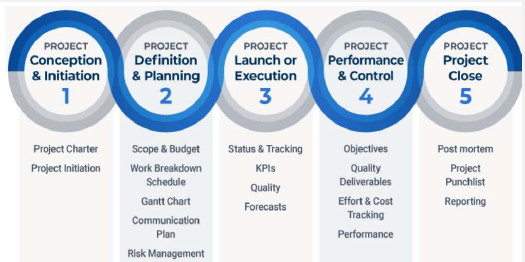 PROJECT
Conception
& Initiation
1
PROJECT
Definition
& Planning
2
PROJECT
Launch or
Execution
3
PROJECT
Performance
& Control
4
PROJECT
Project
Close
5
Project Charter
Project Initiation
Scope & Budget
Work Breakdown
Schedule
Gantt Chart
Communication
Plan
Risk Management
Status & Tracking
KPIs
Quality
Forecasts
Objectives
Quality
Deliverables
Effort & Cost
Tracking
Performance
Post mortem
Project
Punchlist
Reporting